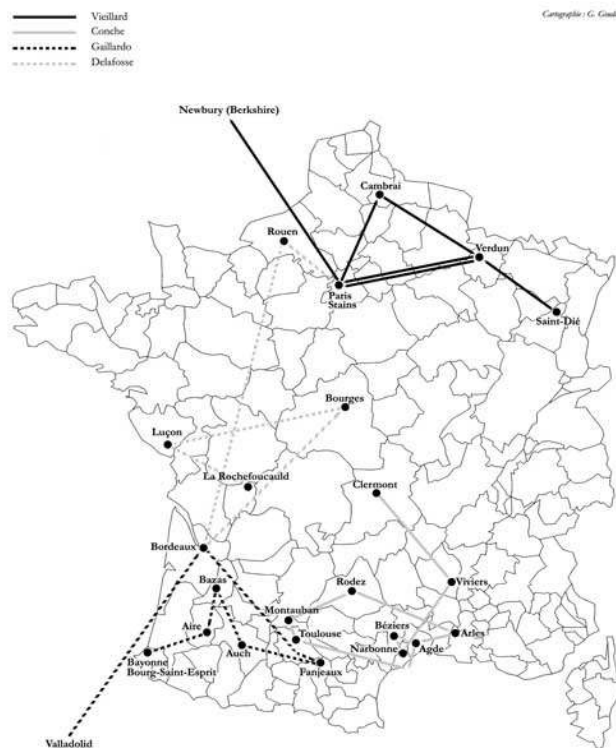 Vieillard
Conche
Gaillardo
Delafosse
Cartographie : G. Goud
Newbury (Berkshire)
Cambrai
Rouen
Verdun
Paris
Stains
Saint-Dié
Bourges
Luçon
La Rochefoucauld
Clermont
Bordeaux
Bazas
Rodez
Viviers
Montauban
Aire
Toulouse
Béziers
Arles
Narbonne
Agde
Auch
Bayonne
Bourg-Saint-Esprit
Fanjeaux
Valladolid